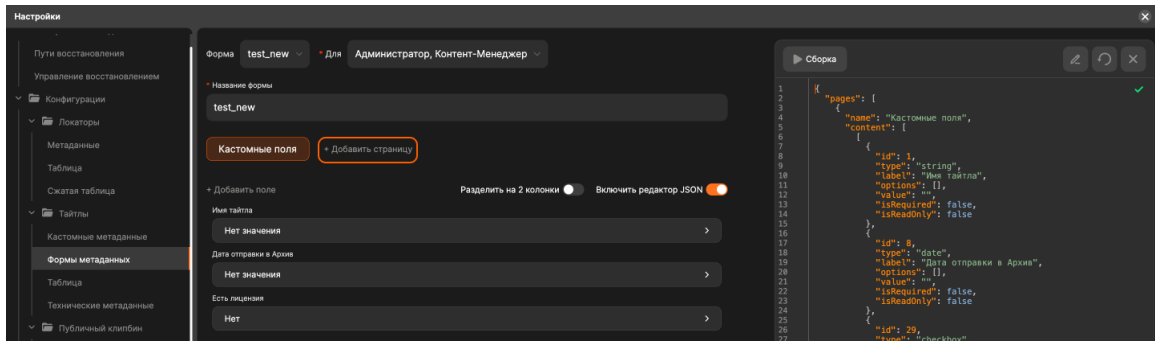 Настройки
Пути восстановления
Управление восстановлением
Конфигурации
Локаторы
Метаданные
Таблица
Сжатая таблица
Тайтлы
Кастомные метаданные
Формы метаданных
Таблица
Технические метаданные
Публичный клипбин
Форма test_new * Для Администратор, Контент-Менеджер
* Название формы
test_new
Кастомные поля + Добавить страницу
+ Добавить поле Разделить на 2 колонки Включить редактор JSON
Имя тайтла
Нет значения
Дата отправки в Архив
Нет значения
Есть лицензия
Нет
Сборка
1 {
2 "pages": [
3 {
4 "name": "Кастомные поля",
5 "content": [
6 [
7 {
8 "id": 1,
9 "type": "string",
10 "label": "Имя тайтла",
11 "options": [],
12 "value": "",
13 "isRequired": false,
14 "isReadOnly": false
15 },
16 {
17 "id": 8,
18 "type": "date",
19 "label": "Дата отправки в Архив",
20 "options": [],
21 "value": "",
22 "isRequired": false,
23 "isReadOnly": false
24 },
25 {
26 "id": 29,
27 "type": "checkbox"